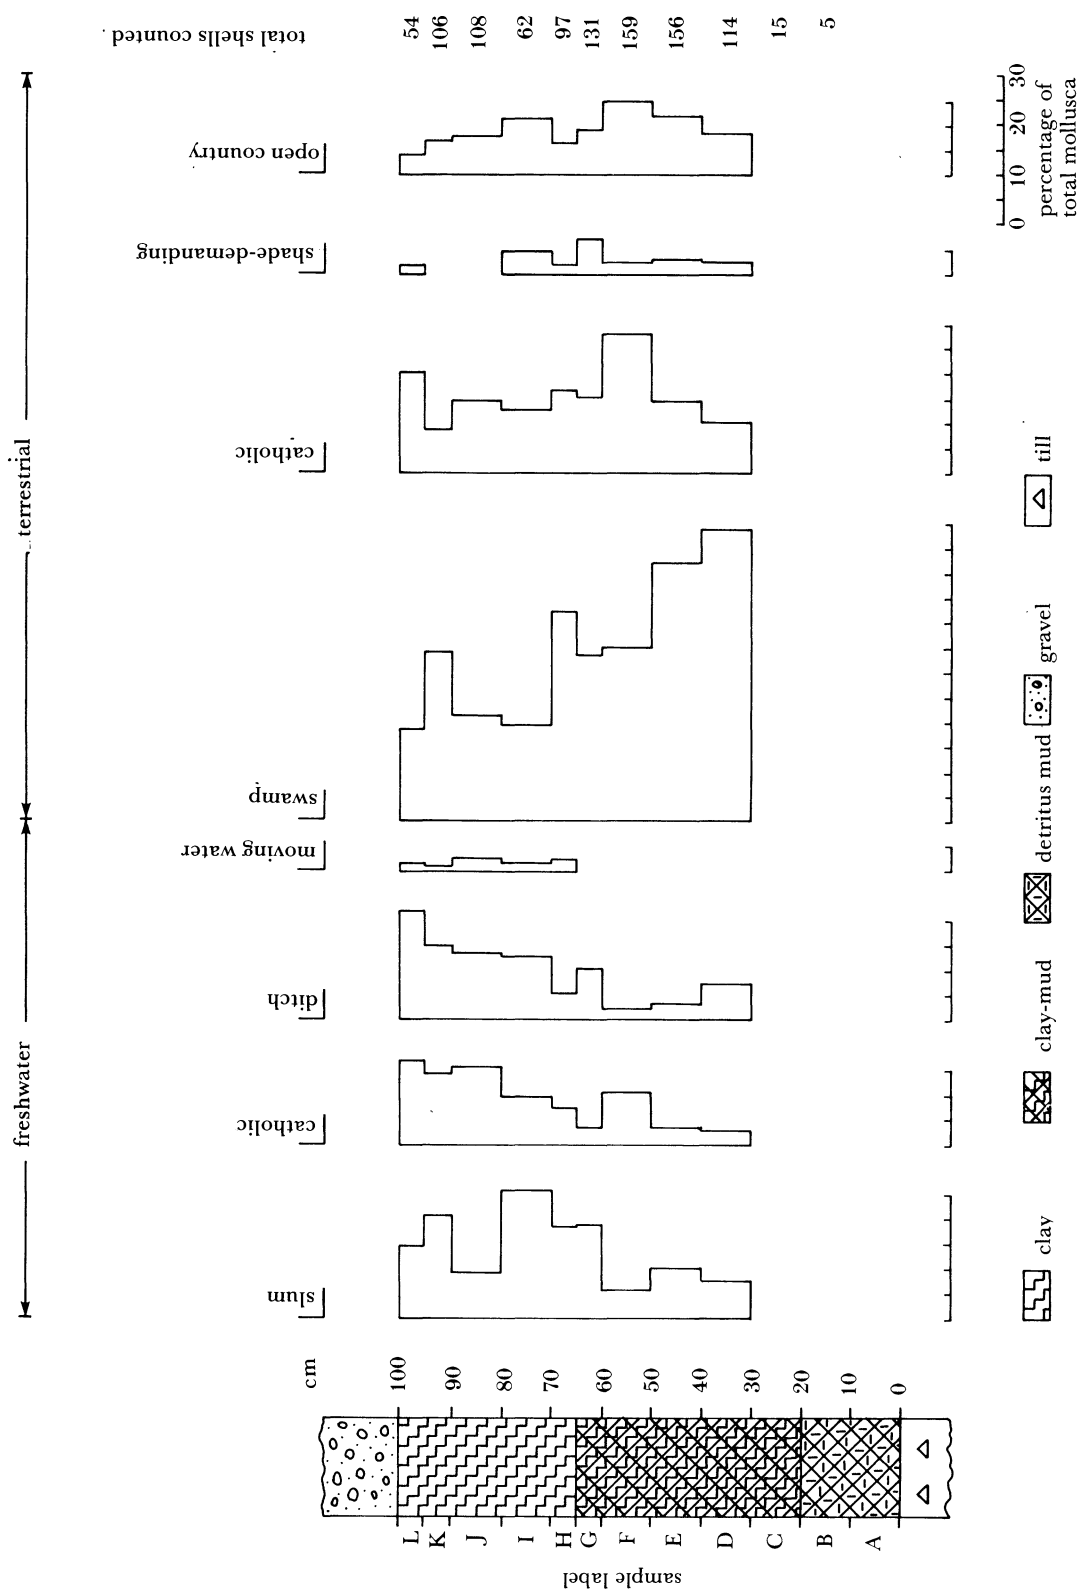 freshwater
terrestrial
slum
catholic
ditch
moving water
swamp
catholic
shade-demanding
open country
total shells counted
sample label
cm
L 100 54
K 106
90
J 108
80
I 62
70
H 97
G 131
60
F 159
50
E 156
40
D 114
30
C 15
20
B 5
10
A
0
0 10 20 30
percentage of
total mollusca
clay
clay-mud
detritus mud
gravel
till